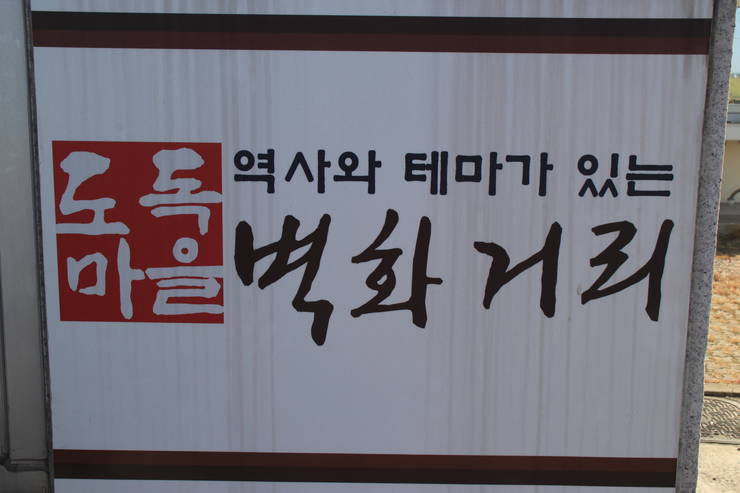 도독
마을
역사와 테마가 있는
벽화거리